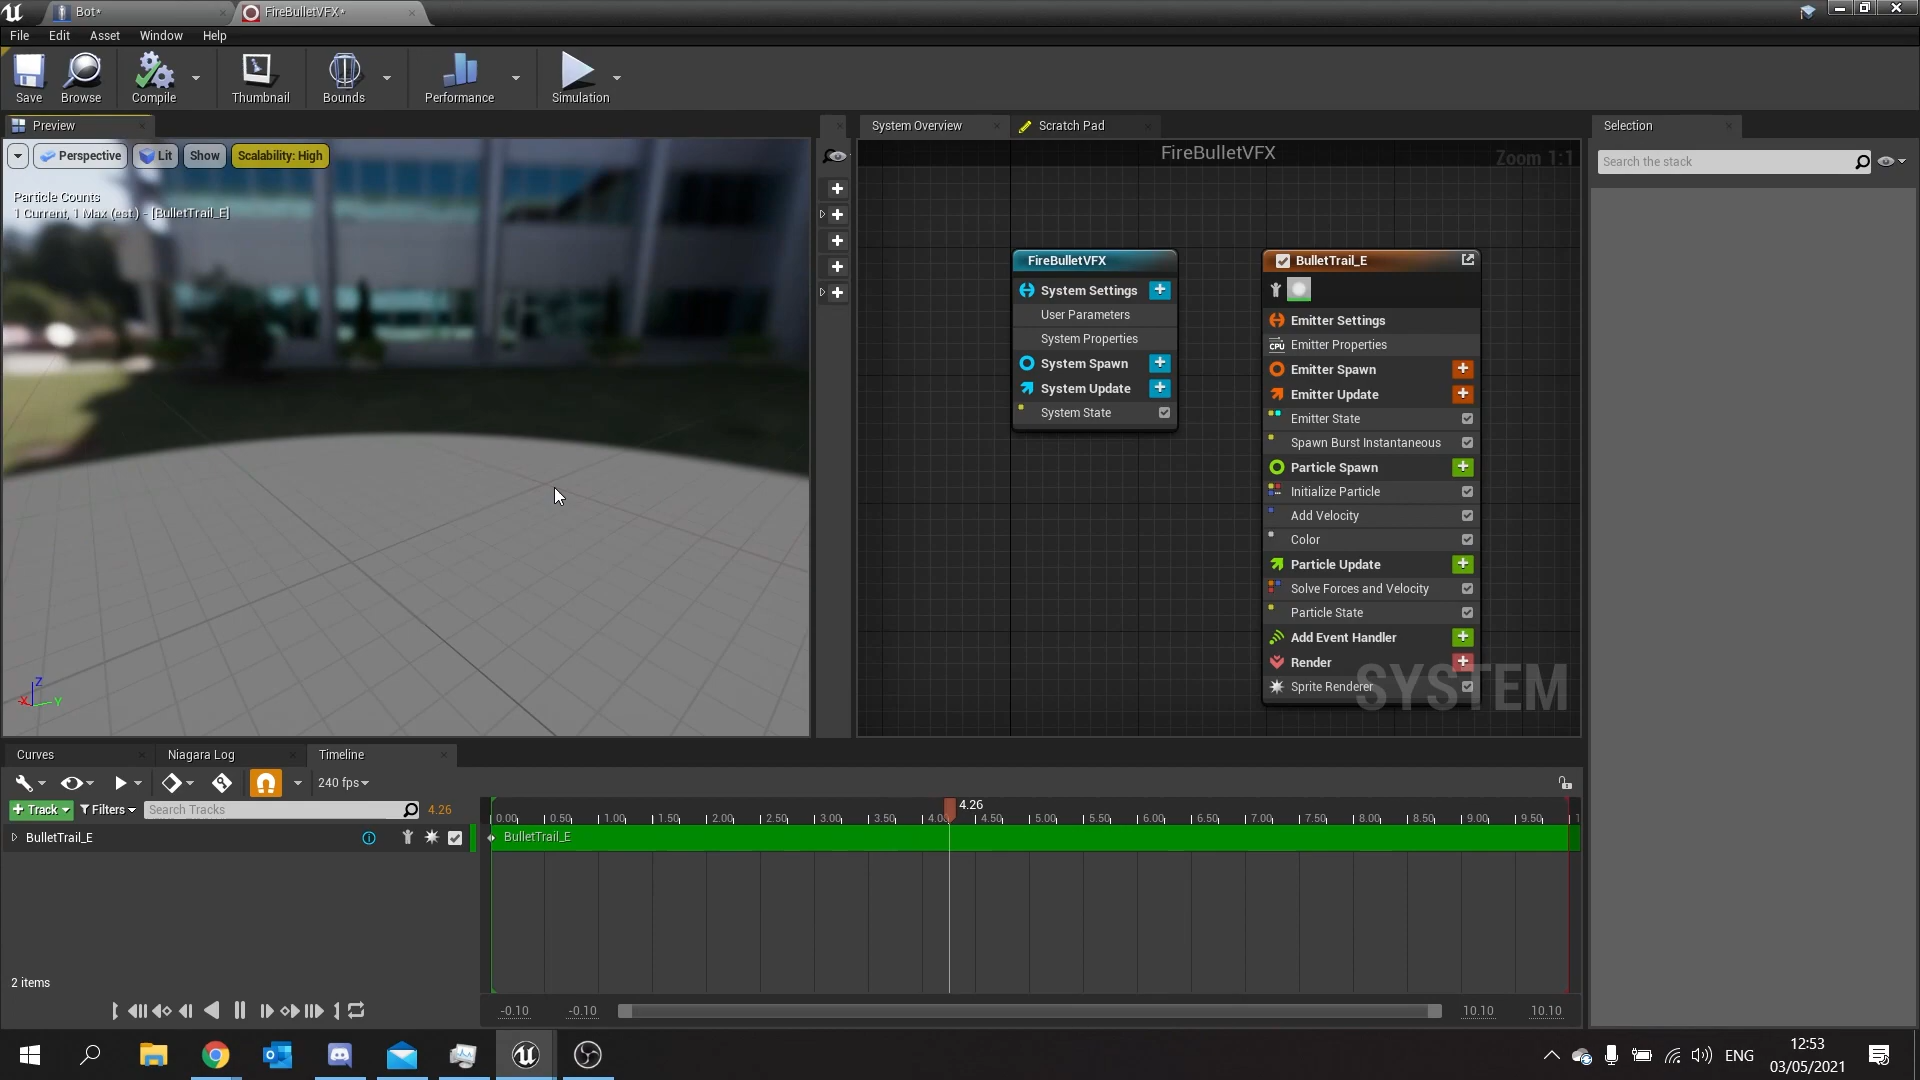 Bot*
FireBulletVFX*
File Edit Asset Window Help
Save Browse Compile Thumbnail Bounds Performance Simulation
Preview
System Overview
Scratch Pad
Selection
Perspective Lit Show Scalability: High
Particle Counts
1 Current, 1 Max (est.) - [BulletTrail_E]
FireBulletVFX
Zoom 1:1
Search the stack
FireBulletVFX
System Settings
User Parameters
System Properties
System Spawn
System Update
System State
BulletTrail_E
Emitter Settings
CPU Emitter Properties
Emitter Spawn
Emitter Update
Emitter State
Spawn Burst Instantaneous
Particle Spawn
Initialize Particle
Add Velocity
Color
Particle Update
Solve Forces and Velocity
Particle State
Add Event Handler
Render
Sprite Renderer
SYSTEM
Z
X
Y
Curves Niagara Log Timeline
240 fps
+ Track Filters Search Tracks 4.26
4.26
0.00 0.50 1.00 1.50 2.00 2.50 3.00 3.50 4.00 4.50 5.00 5.50 6.00 6.50 7.00 7.50 8.00 8.50 9.00 9.50 1
BulletTrail_E
BulletTrail_E
2 items
-0.10 -0.10 10.10 10.10
ENG
12:53
03/05/2021